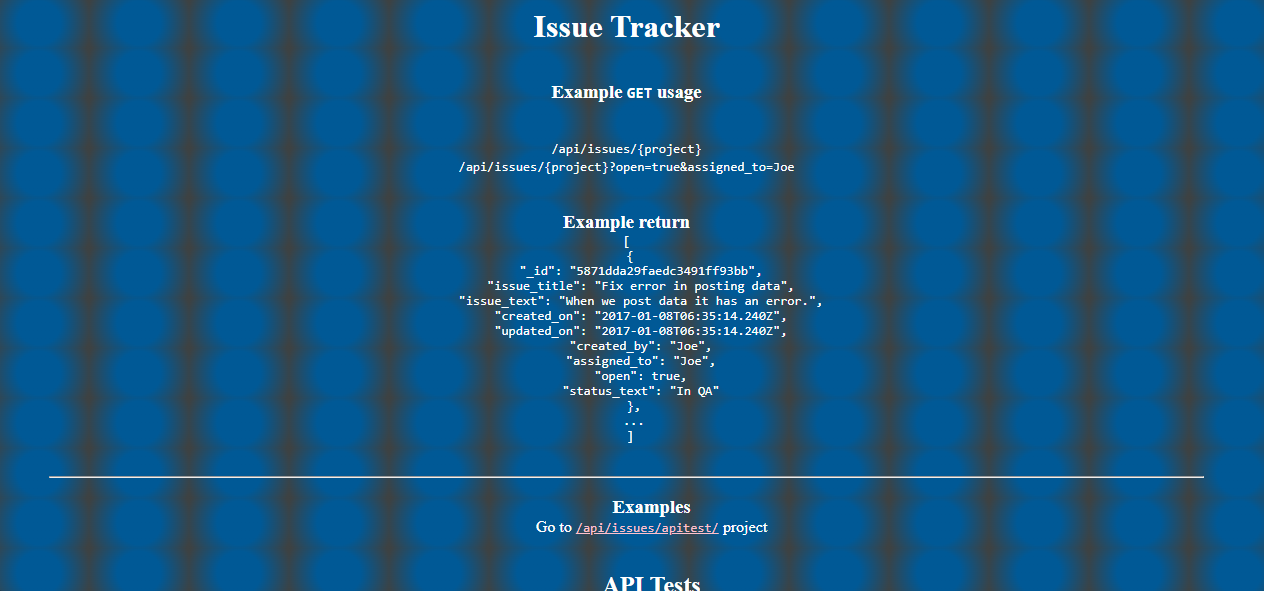 Issue Tracker
Example GET usage
/api/issues/{project}
/api/issues/{project}?open=true&assigned_to=Joe
Example return
[
{
"_id": "5871dda29faedc3491ff93bb",
"issue_title": "Fix error in posting data",
"issue_text": "When we post data it has an error.",
"created_on": "2017-01-08T06:35:14.240Z",
"updated_on": "2017-01-08T06:35:14.240Z",
"created_by": "Joe",
"assigned_to": "Joe",
"open": true,
"status_text": "In QA"
},
...
]
Examples
Go to /api/issues/apitest/ project
API Tests